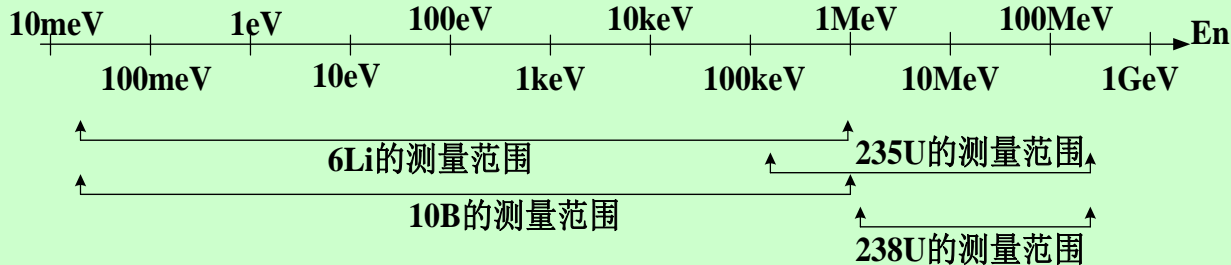 10meV 1eV 100eV 10keV 1MeV 100MeV
En
100meV 10eV 1keV 100keV 10MeV 1GeV
6Li的测量范围 235U的测量范围
10B的测量范围
238U的测量范围